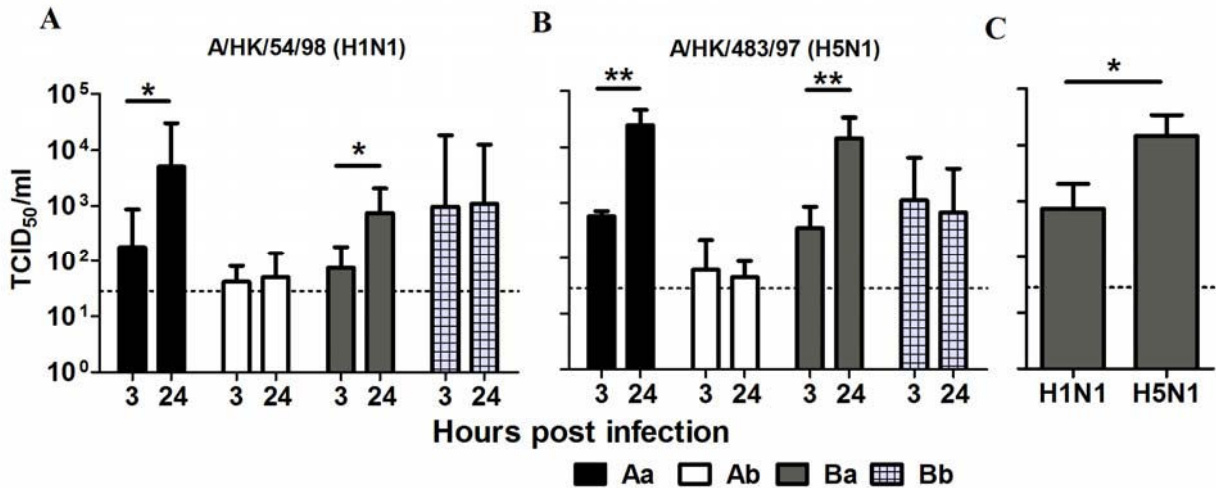 A
B
C
A/HK/54/98 (H1N1)
A/HK/483/97 (H5N1)
TCID50/ml
10^5
10^4
10^3
10^2
10^1
10^0
*
*
**
**
*
3 24 3 24 3 24 3 24
3 24 3 24 3 24 3 24
H1N1 H5N1
Hours post infection
Aa Ab Ba Bb